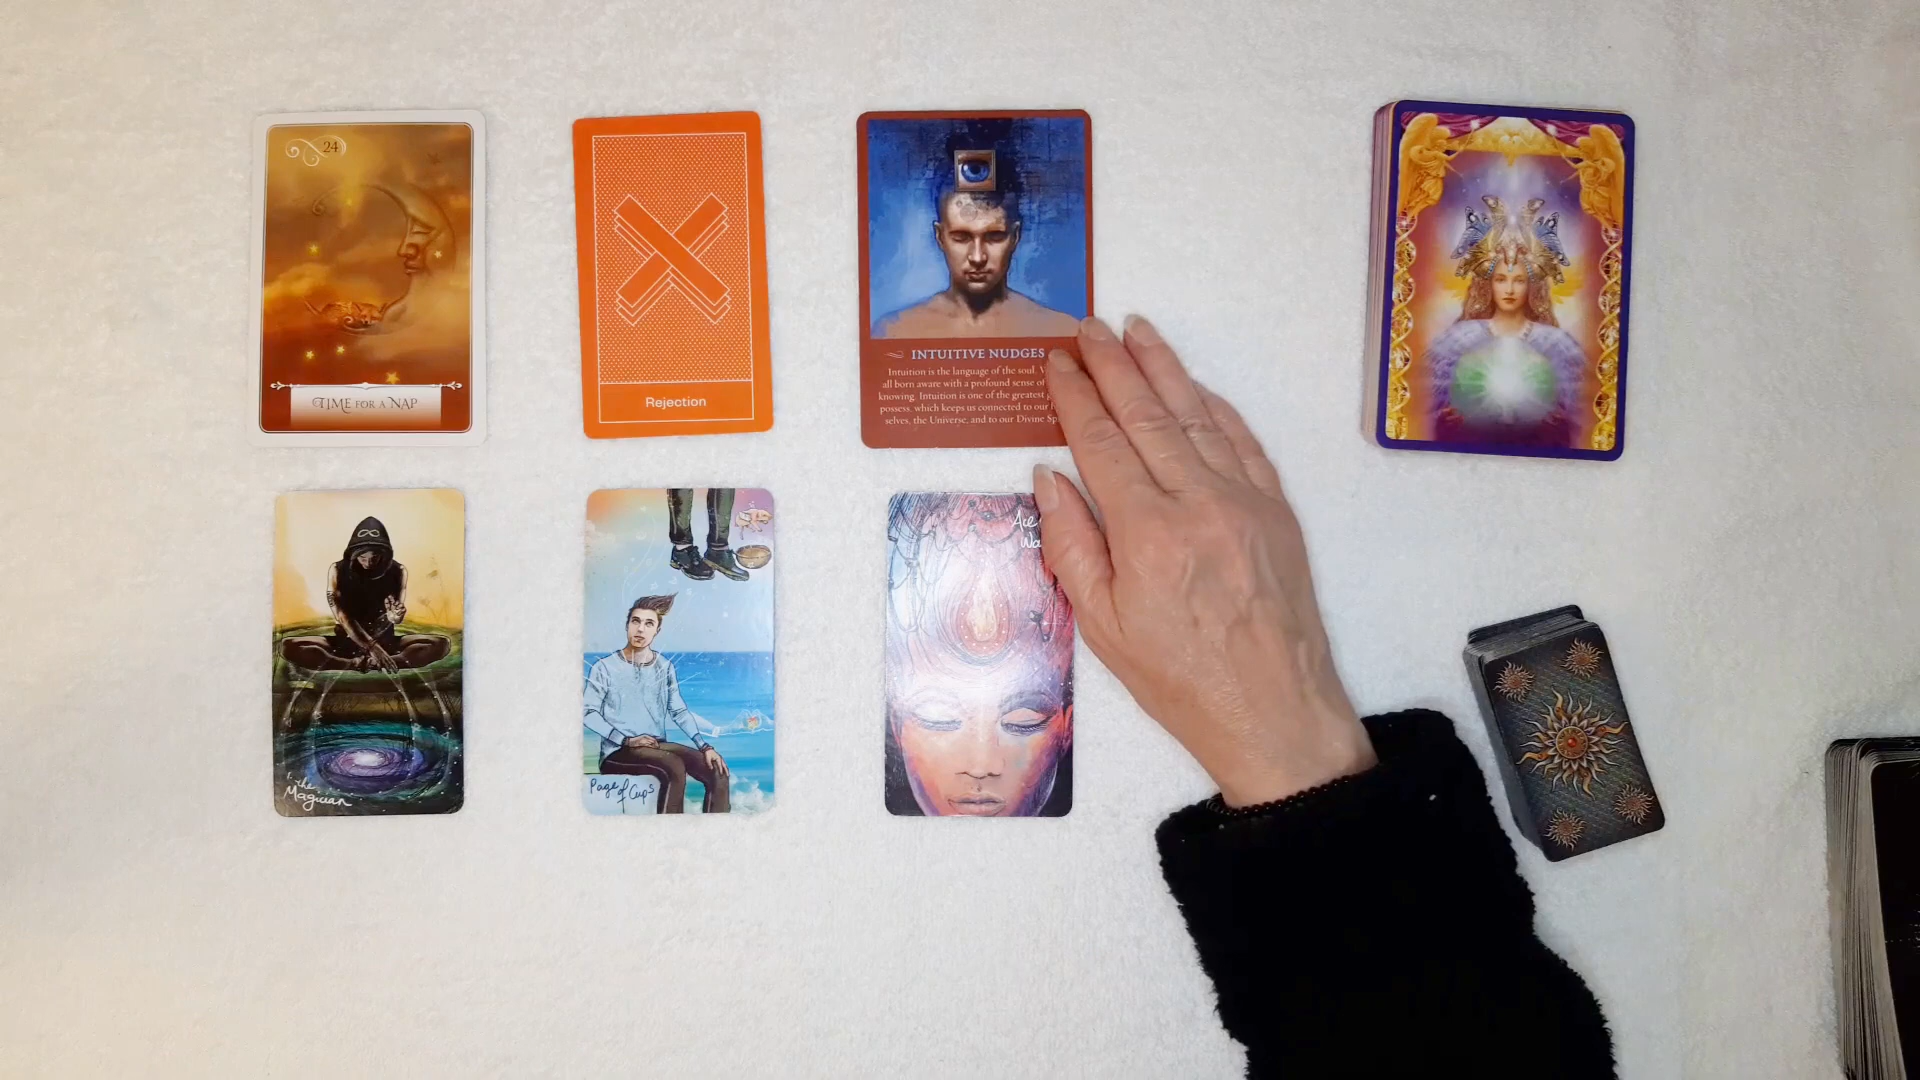 24
TIME FOR A NAP
Rejection
INTUITIVE NUDGES
Intuition is the language of the soul.
all born aware with a profound sense of
knowing. Intuition is one of the greatest
possess, which keeps us connected to our
selves, the Universe, and to our Divine
1. the
Magician
Page of Cups
Ace